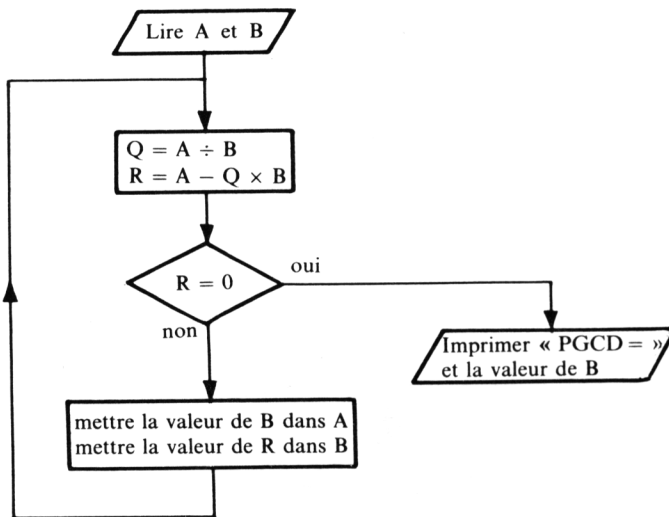 Lire A et B
Q = A ÷ B
R = A − Q × B
R = 0
oui
non
Imprimer « PGCD = »
et la valeur de B
mettre la valeur de B dans A
mettre la valeur de R dans B